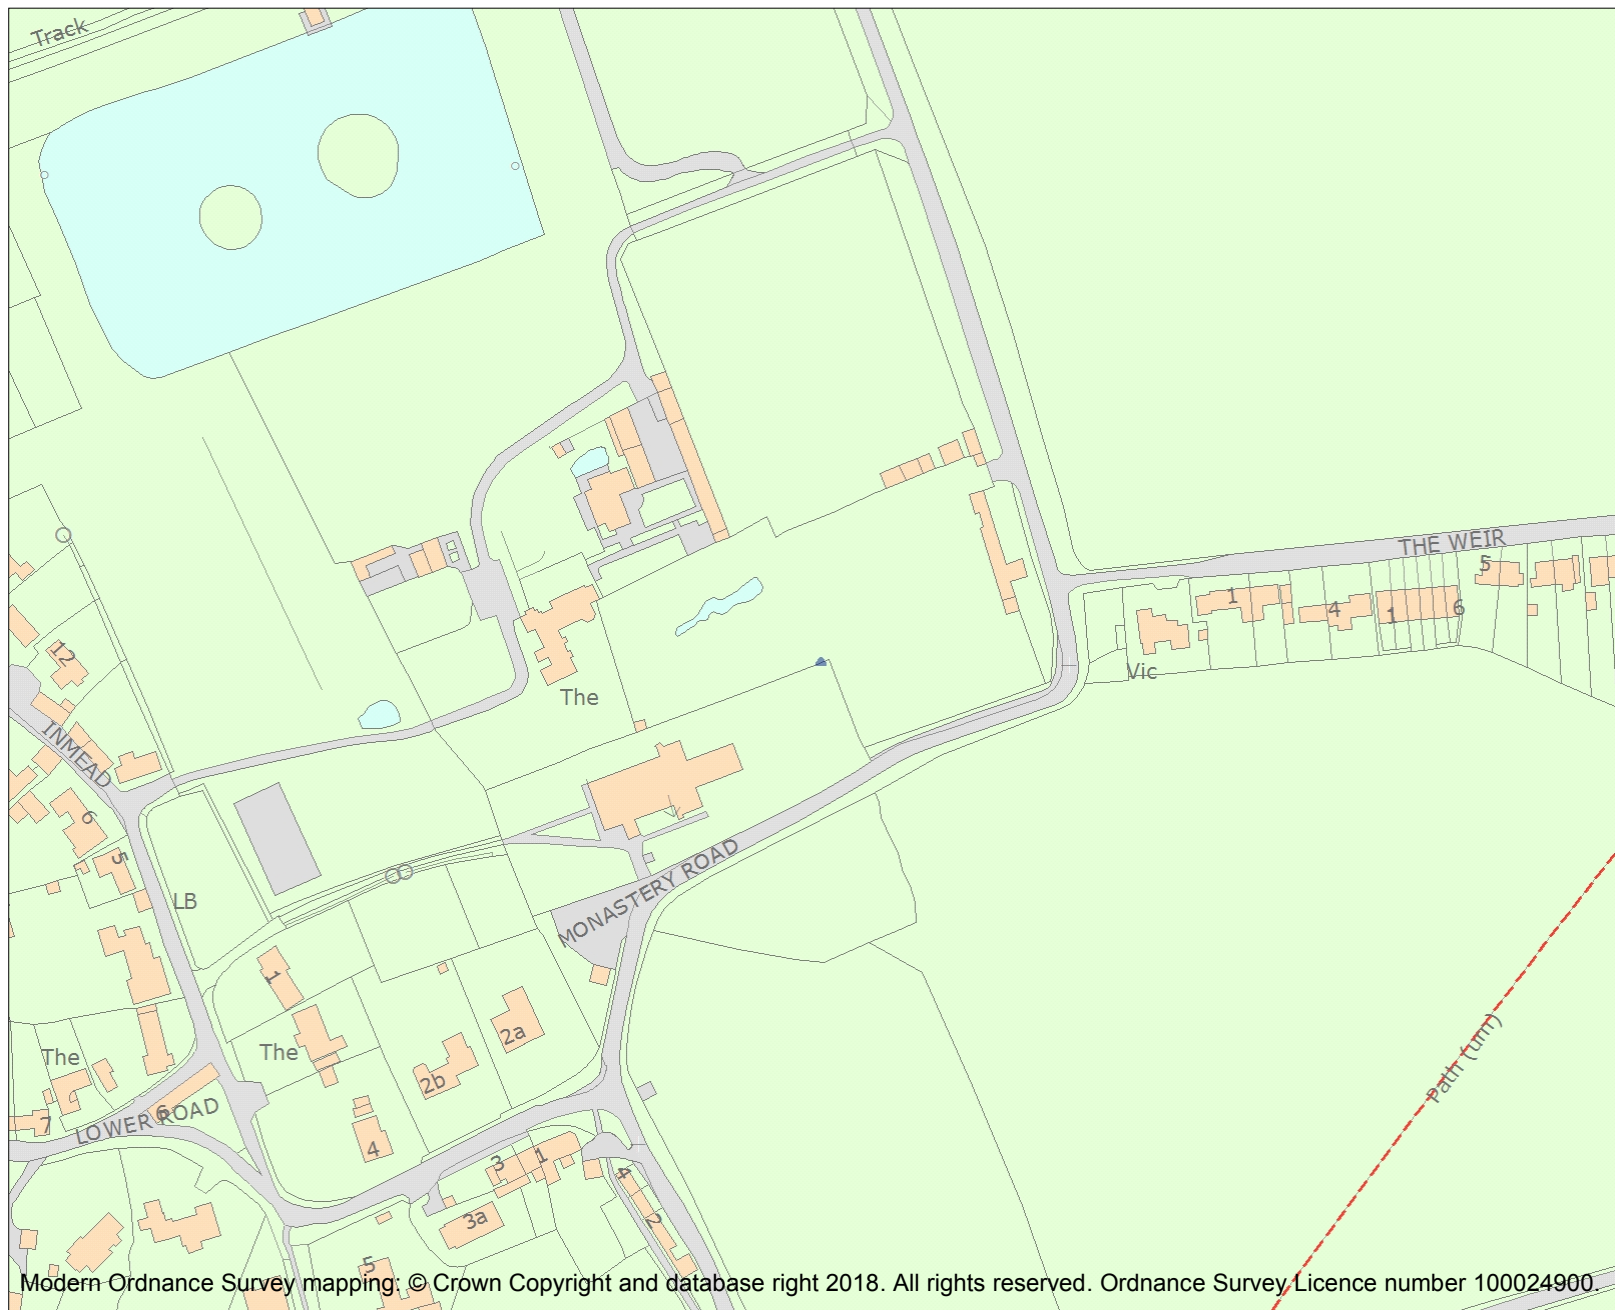 Track
THE WEIR
5
1
4
1
6
12
Vic
The
INMEAD
6
5
MONASTERY ROAD
LB
1
2a
The
The
2b
Path (um)
LOWER ROAD
6
7
4
3
1
4
3a
2
5
Modern Ordnance Survey mapping: © Crown Copyright and database right 2018. All rights reserved. Ordnance Survey Licence number 100024900.